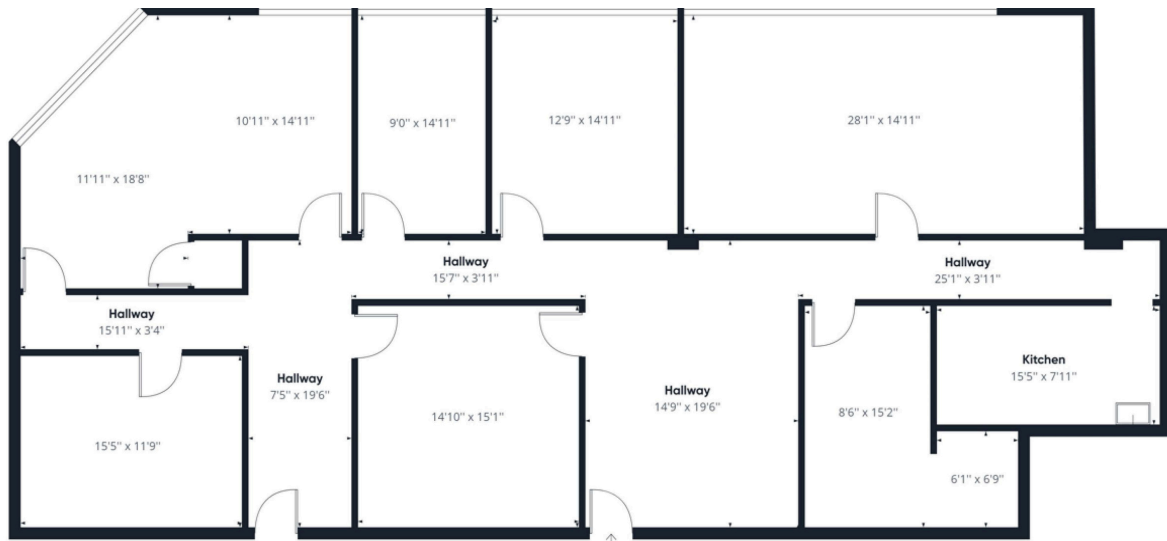 10'11" x 14'11"
9'0" x 14'11"
12'9" x 14'11"
28'1" x 14'11"
11'11" x 18'8"
Hallway
15'7" x 3'11"
Hallway
25'1" x 3'11"
Hallway
15'11" x 3'4"
Hallway
7'5" x 19'6"
Hallway
14'9" x 19'6"
Kitchen
15'5" x 7'11"
14'10" x 15'1"
8'6" x 15'2"
15'5" x 11'9"
6'1" x 6'9"